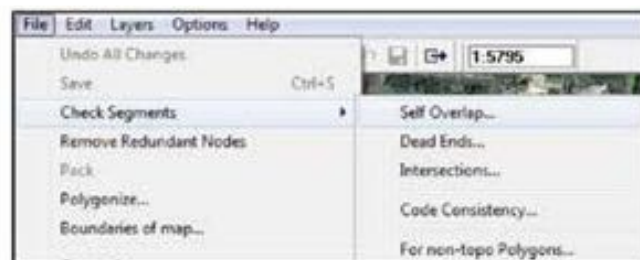 File Edit Layers Options Help
1:5795
Undo All Changes
Save Ctrl+S
Check Segments
Remove Redundant Nodes
Pack
Polygonize...
Boundaries of map...
Self Overlap...
Dead Ends...
Intersections...
Code Consistency...
For non-topo Polygons...